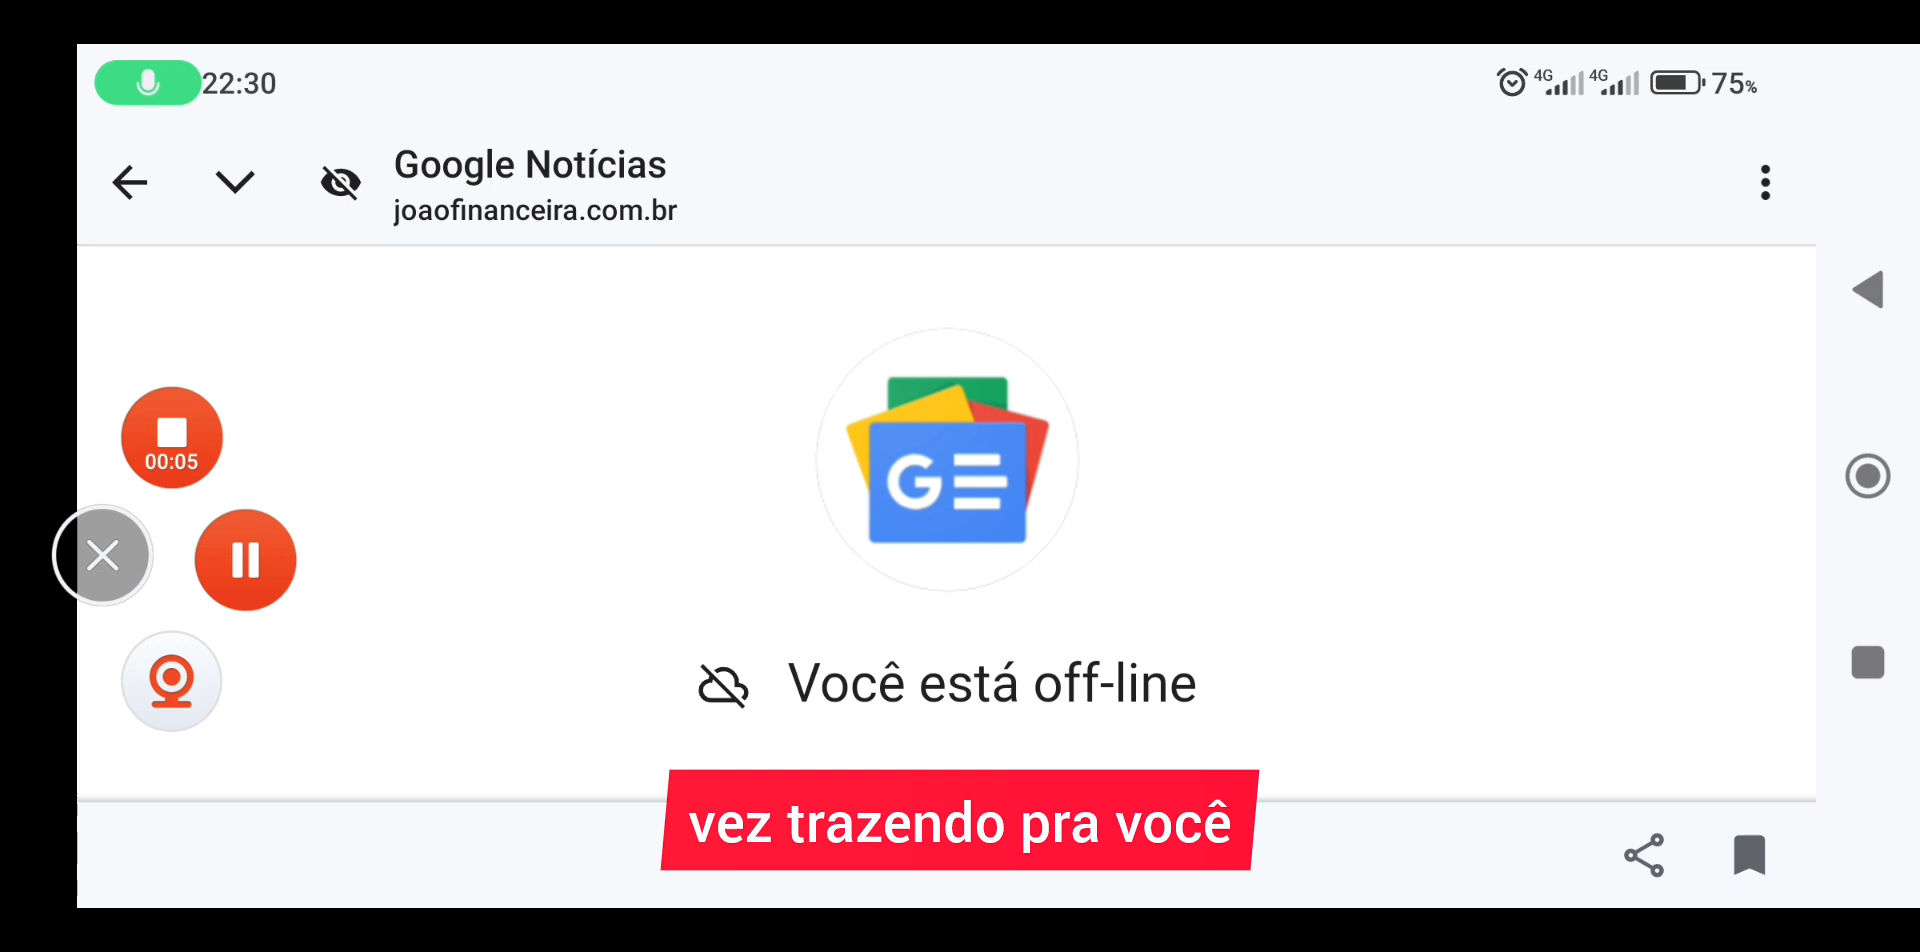 22:30
4G 4G 75%
Google Notícias
joaofinanceira.com.br
GE
00:05
Você está off-line
vez trazendo pra você